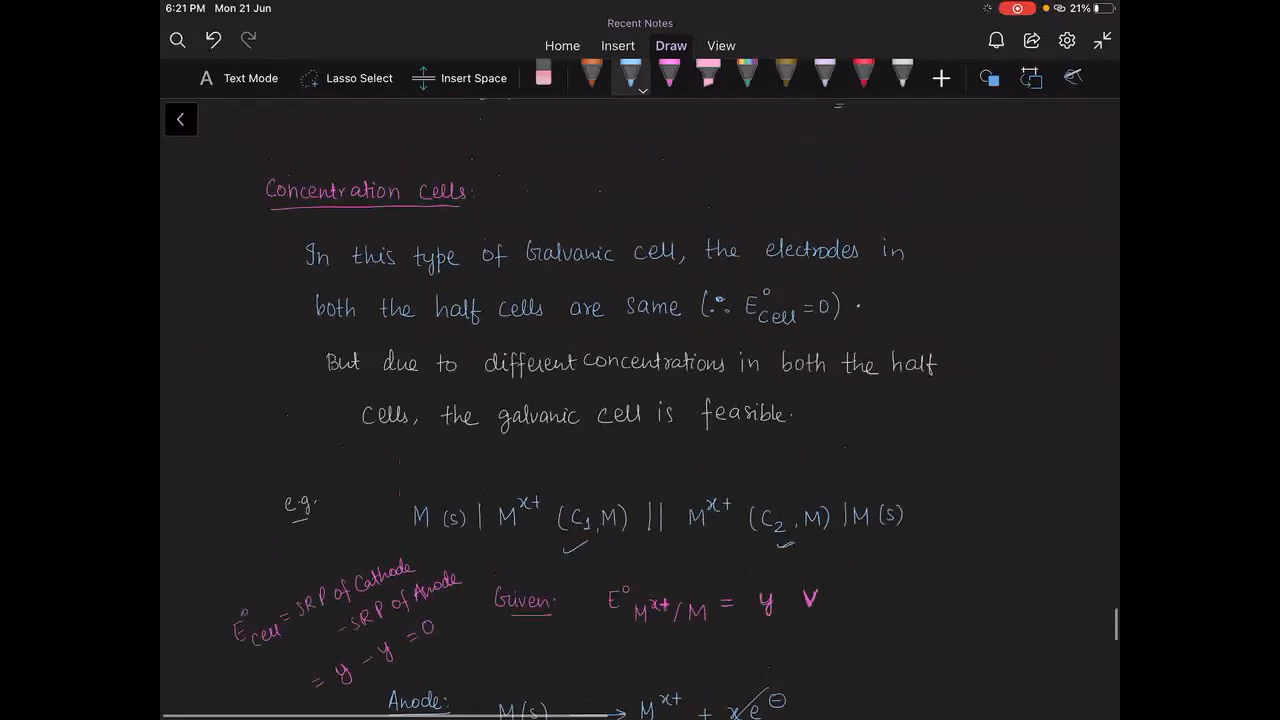 6:21 PM Mon 21 Jun
21%
Recent Notes
Home Insert Draw View
A Text Mode Lasso Select Insert Space
Concentration Cells:
In this type of Galvanic cell, the electrodes in
both the half cells are same (∴ E°cell = 0).
But due to different concentrations in both the half
cells, the galvanic cell is feasible.
e.g. M(s) | M^x+ (C₁, M) || M^x+ (C₂, M) | M(s)
E°cell = SRP of Cathode
- SRP of Anode
= y - y = 0
Given. E° M^x+/M = y V
Anode: M(s) → M^x+ + xe⊖